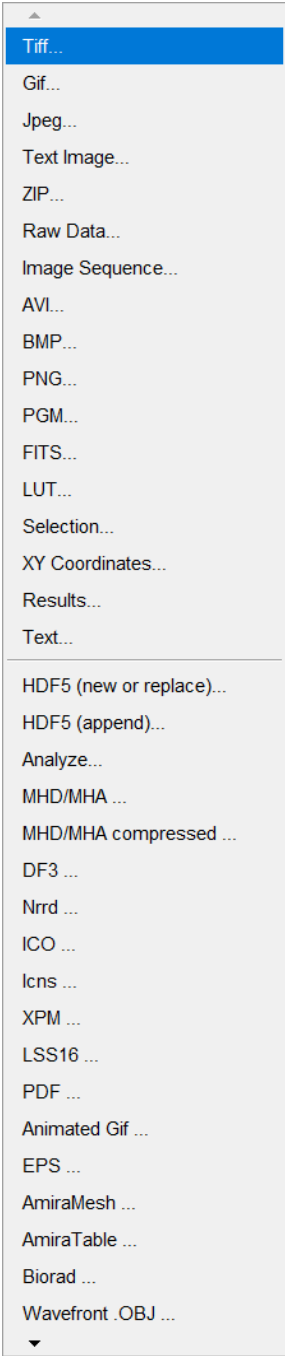 Tiff...
Gif...
Jpeg...
Text Image...
ZIP...
Raw Data...
Image Sequence...
AVI...
BMP...
PNG...
PGM...
FITS...
LUT...
Selection...
XY Coordinates...
Results...
Text...
HDF5 (new or replace)...
HDF5 (append)...
Analyze...
MHD/MHA ...
MHD/MHA compressed ...
DF3 ...
Nrrd ...
ICO ...
Icns ...
XPM ...
LSS16 ...
PDF ...
Animated Gif ...
EPS ...
AmiraMesh ...
AmiraTable ...
Biorad ...
Wavefront .OBJ ...